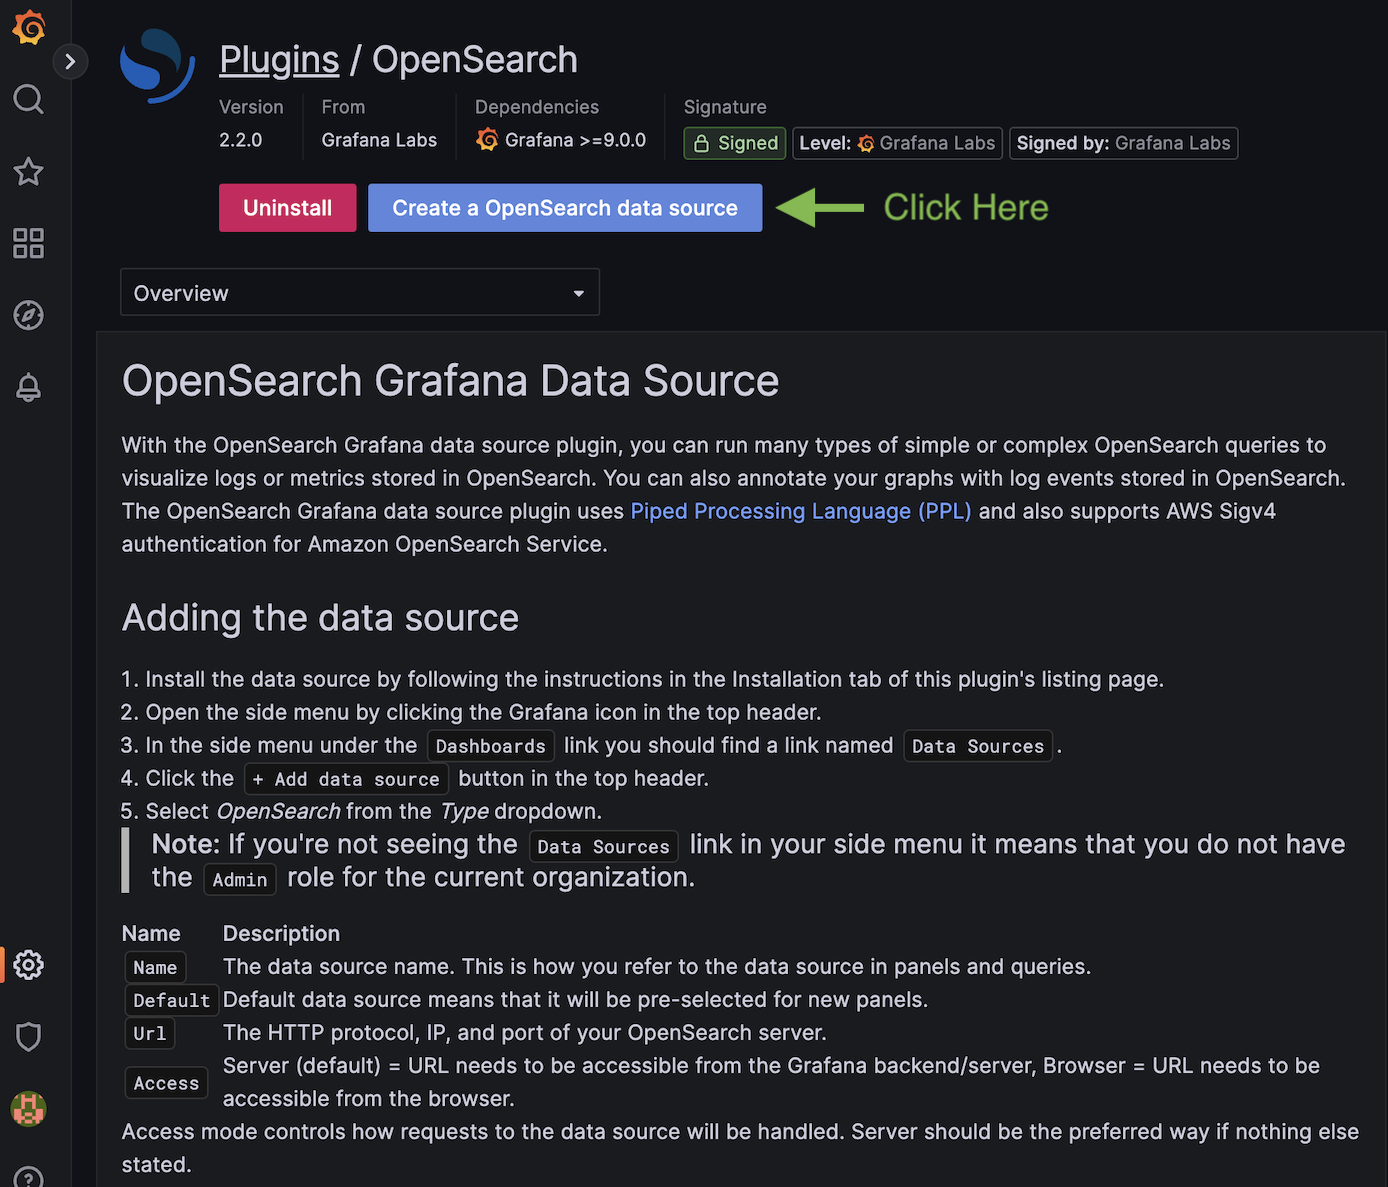 Plugins / OpenSearch
Version From Dependencies Signature
2.2.0 Grafana Labs Grafana >=9.0.0 Signed Level: Grafana Labs Signed by: Grafana Labs
Uninstall Create a OpenSearch data source Click Here
Overview
OpenSearch Grafana Data Source
With the OpenSearch Grafana data source plugin, you can run many types of simple or complex OpenSearch queries to
visualize logs or metrics stored in OpenSearch. You can also annotate your graphs with log events stored in OpenSearch.
The OpenSearch Grafana data source plugin uses Piped Processing Language (PPL) and also supports AWS Sigv4
authentication for Amazon OpenSearch Service.
Adding the data source
1. Install the data source by following the instructions in the Installation tab of this plugin's listing page.
2. Open the side menu by clicking the Grafana icon in the top header.
3. In the side menu under the Dashboards link you should find a link named Data Sources .
4. Click the + Add data source button in the top header.
5. Select OpenSearch from the Type dropdown.
Note: If you're not seeing the Data Sources link in your side menu it means that you do not have
the Admin role for the current organization.
Name Description
Name The data source name. This is how you refer to the data source in panels and queries.
Default Default data source means that it will be pre-selected for new panels.
Url The HTTP protocol, IP, and port of your OpenSearch server.
Access Server (default) = URL needs to be accessible from the Grafana backend/server, Browser = URL needs to be
accessible from the browser.
Access mode controls how requests to the data source will be handled. Server should be the preferred way if nothing else
stated.